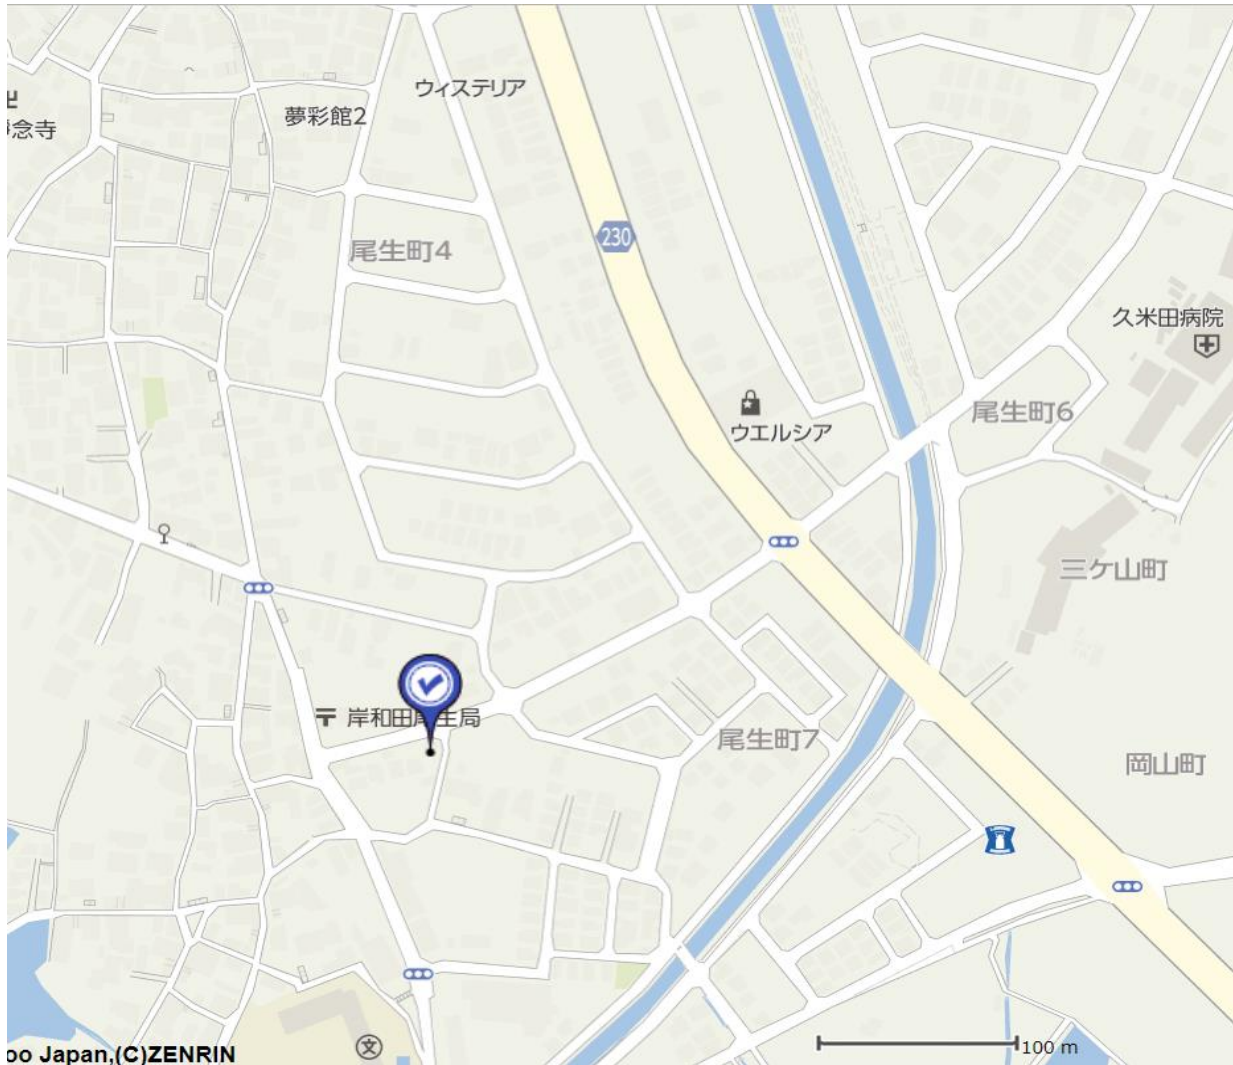 ウィステリア
夢彩館2
念寺
尾生町4
230
久米田病院
尾生町6
ウエルシア
三ケ山町
〒 岸和田尾生局
尾生町7
岡山町
文
100 m
oo Japan,(C)ZENRIN